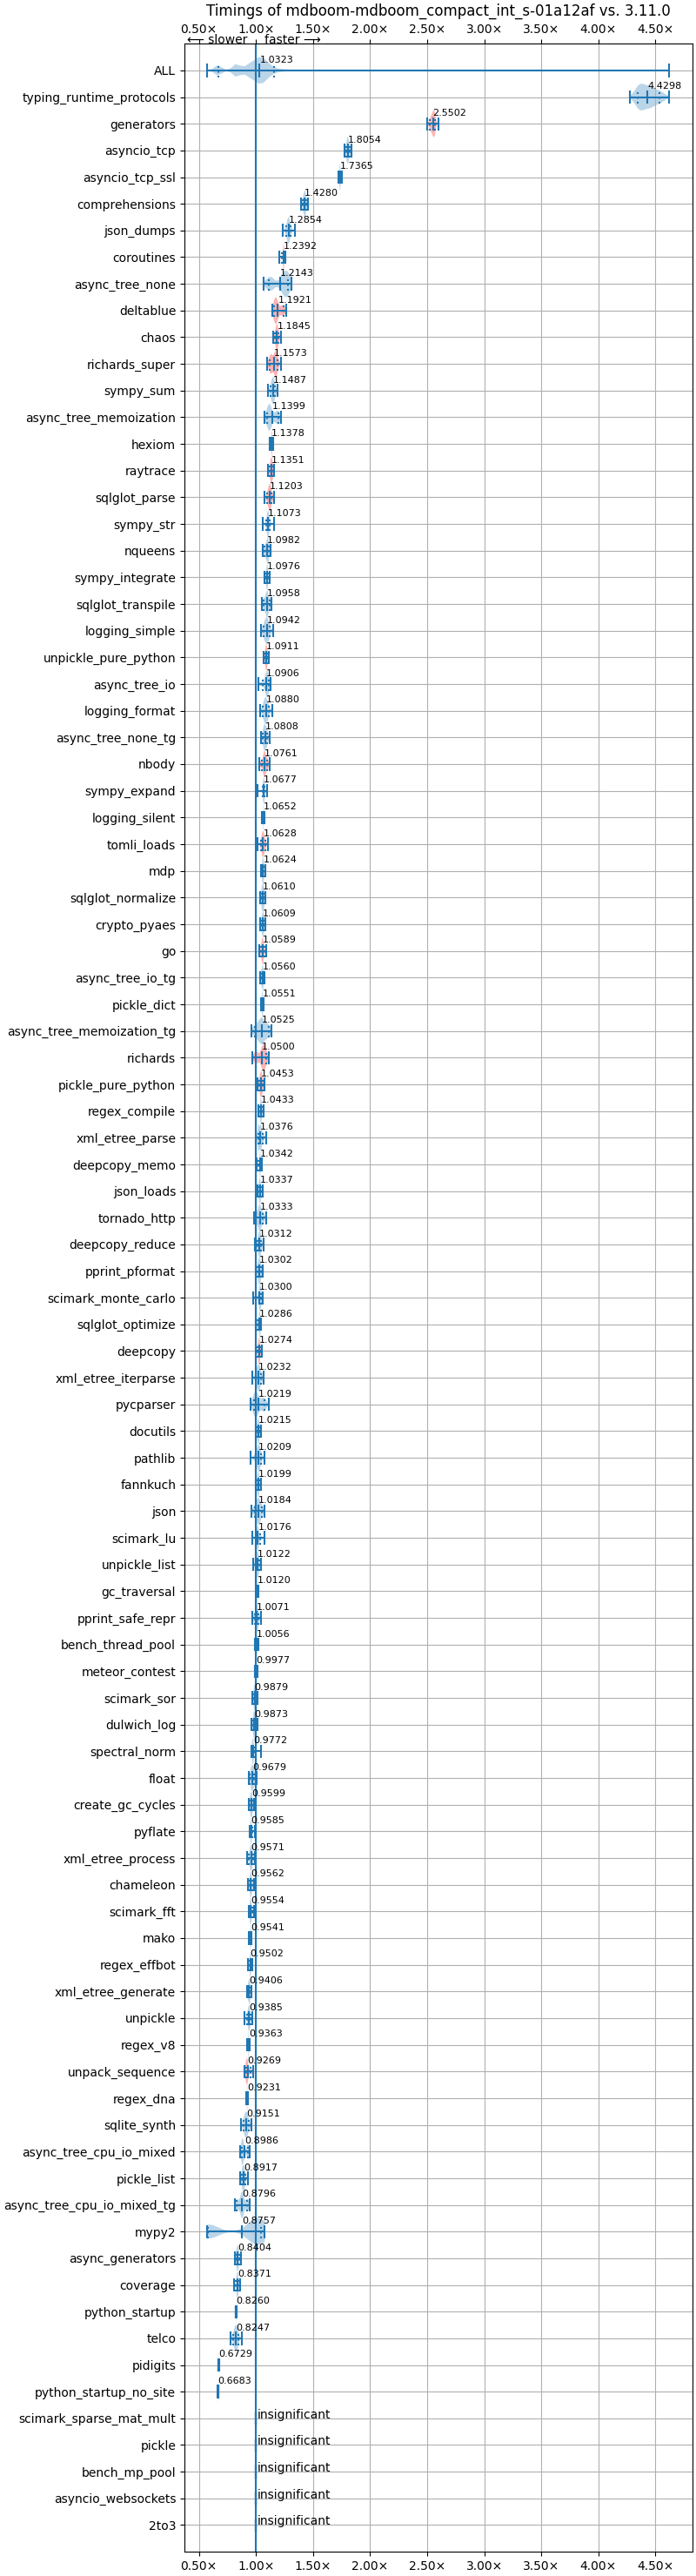 Timings of mdboom-mdboom_compact_int_s-01a12af vs. 3.11.0
0.50× 1.00× 1.50× 2.00× 2.50× 3.00× 3.50× 4.00× 4.50×
←— slower faster —→
ALL 1.0323
typing_runtime_protocols 4.4298
generators 2.5502
asyncio_tcp 1.8054
asyncio_tcp_ssl 1.7365
comprehensions 1.4280
json_dumps 1.2854
coroutines 1.2392
async_tree_none 1.2143
deltablue 1.1921
chaos 1.1845
richards_super 1.1573
sympy_sum 1.1487
async_tree_memoization 1.1399
hexiom 1.1378
raytrace 1.1351
sqlglot_parse 1.1203
sympy_str 1.1073
nqueens 1.0982
sympy_integrate 1.0976
sqlglot_transpile 1.0958
logging_simple 1.0942
unpickle_pure_python 1.0911
async_tree_io 1.0906
logging_format 1.0880
async_tree_none_tg 1.0808
nbody 1.0761
sympy_expand 1.0677
logging_silent 1.0652
tomli_loads 1.0628
mdp 1.0624
sqlglot_normalize 1.0610
crypto_pyaes 1.0609
go 1.0589
async_tree_io_tg 1.0560
pickle_dict 1.0551
async_tree_memoization_tg 1.0525
richards 1.0500
pickle_pure_python 1.0453
regex_compile 1.0433
xml_etree_parse 1.0376
deepcopy_memo 1.0342
json_loads 1.0337
tornado_http 1.0333
deepcopy_reduce 1.0312
pprint_pformat 1.0302
scimark_monte_carlo 1.0300
sqlglot_optimize 1.0286
deepcopy 1.0274
xml_etree_iterparse 1.0232
pycparser 1.0219
docutils 1.0215
pathlib 1.0209
fannkuch 1.0199
json 1.0184
scimark_lu 1.0176
unpickle_list 1.0122
gc_traversal 1.0120
pprint_safe_repr 1.0071
bench_thread_pool 1.0056
meteor_contest 0.9977
scimark_sor 0.9879
dulwich_log 0.9873
spectral_norm 0.9772
float 0.9679
create_gc_cycles 0.9599
pyflate 0.9585
xml_etree_process 0.9571
chameleon 0.9562
scimark_fft 0.9554
mako 0.9541
regex_effbot 0.9502
xml_etree_generate 0.9406
unpickle 0.9385
regex_v8 0.9363
unpack_sequence 0.9269
regex_dna 0.9231
sqlite_synth 0.9151
async_tree_cpu_io_mixed 0.8986
pickle_list 0.8917
async_tree_cpu_io_mixed_tg 0.8796
mypy2 0.8757
async_generators 0.8404
coverage 0.8371
python_startup 0.8260
telco 0.8247
pidigits 0.6729
python_startup_no_site 0.6683
scimark_sparse_mat_mult insignificant
pickle insignificant
bench_mp_pool insignificant
asyncio_websockets insignificant
2to3 insignificant
0.50× 1.00× 1.50× 2.00× 2.50× 3.00× 3.50× 4.00× 4.50×